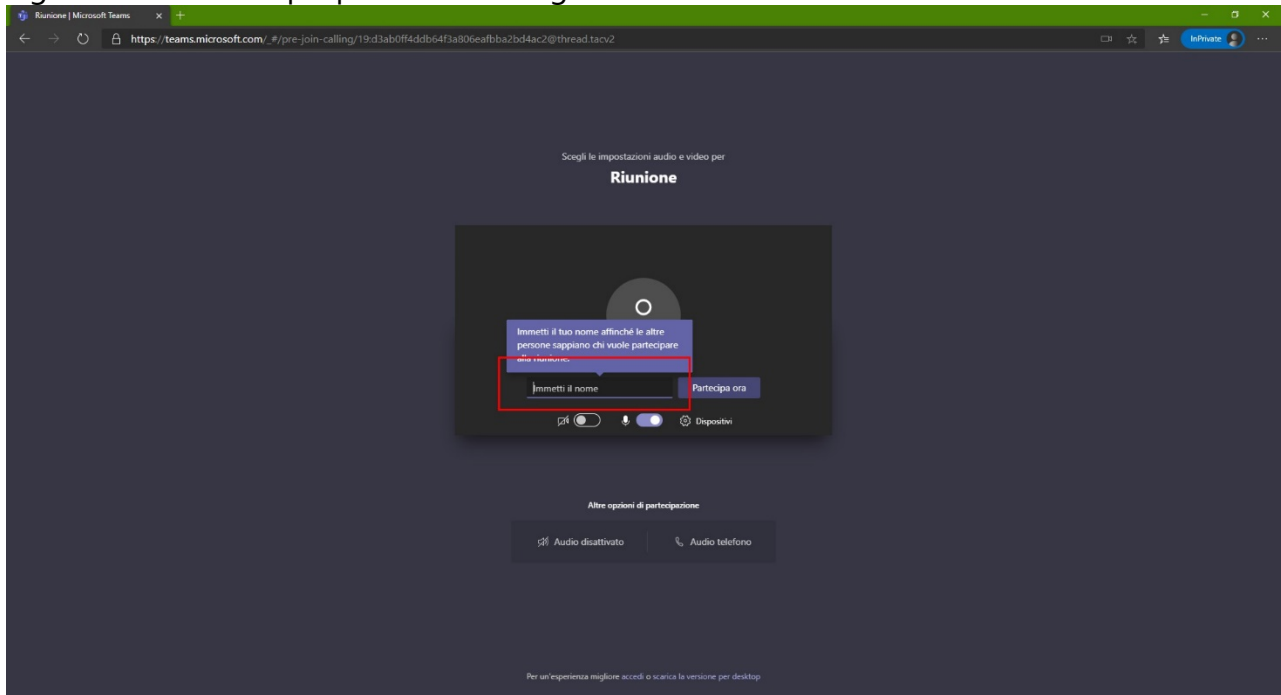 Riunione | Microsoft Teams
https://teams.microsoft.com/_#/pre-join-calling/19:d3ab0ff4ddb64f3a806eafbba2bd4ac2@thread.tacv2
InPrivate
Scegli le impostazioni audio e video per
Riunione
O
Immetti il tuo nome affinché le altre
persone sappiano chi vuole partecipare
alla riunione.
Immetti il nome
Partecipa ora
Dispositivi
Altre opzioni di partecipazione
Audio disattivato
Audio telefono
Per un'esperienza migliore accedi o scarica la versione per desktop